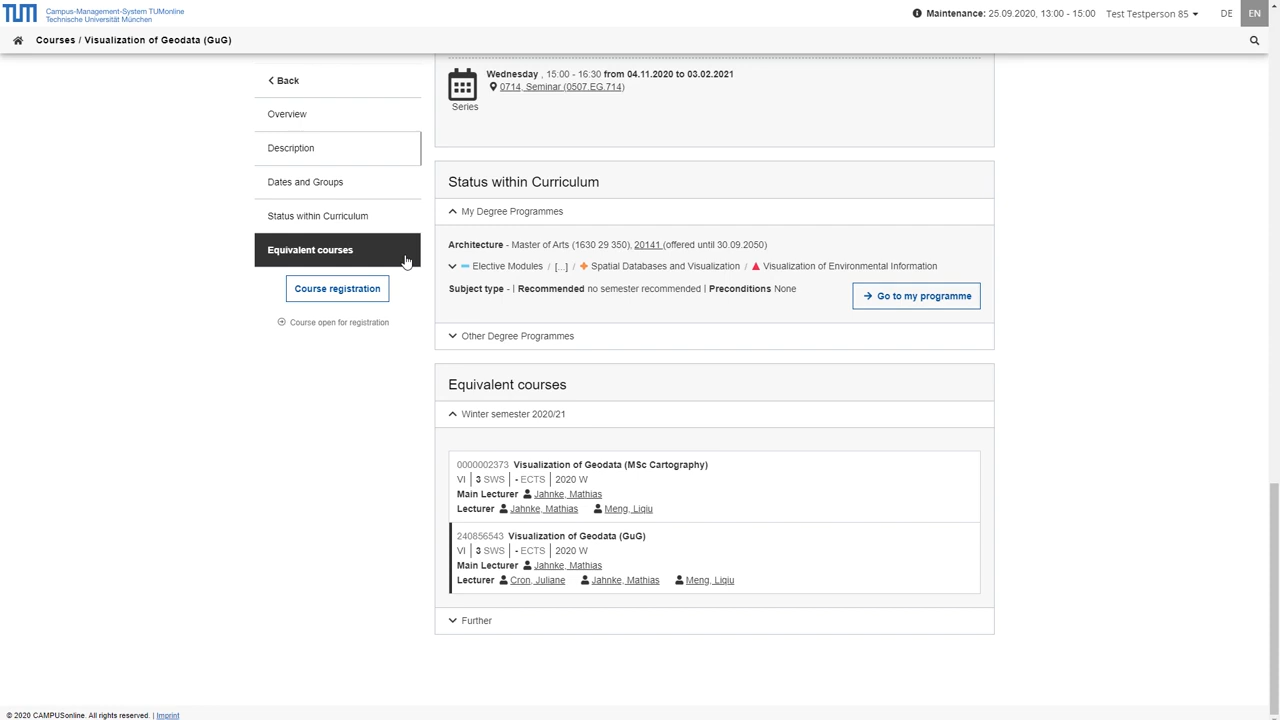 TUM Campus-Management-System TUMonline
Technische Universität München
Maintenance: 25.09.2020, 13:00 - 15:00 Test Testperson 85 DE EN
Courses / Visualization of Geodata (GuG)
Back
Overview
Description
Dates and Groups
Status within Curriculum
Equivalent courses
Course registration
Course open for registration
Wednesday , 15:00 - 16:30 from 04.11.2020 to 03.02.2021
0714, Seminar (0507.EG.714)
Series
Status within Curriculum
My Degree Programmes
Architecture - Master of Arts (1630 29 350), 20141 (offered until 30.09.2050)
Elective Modules / [...] / Spatial Databases and Visualization / Visualization of Environmental Information
Subject type - | Recommended no semester recommended | Preconditions None
Go to my programme
Other Degree Programmes
Equivalent courses
Winter semester 2020/21
0000002373 Visualization of Geodata (MSc Cartography)
VI | 3 SWS | - ECTS | 2020 W
Main Lecturer Jahnke, Mathias
Lecturer Jahnke, Mathias Meng, Liqiu
240856543 Visualization of Geodata (GuG)
VI | 3 SWS | - ECTS | 2020 W
Main Lecturer Jahnke, Mathias
Lecturer Cron, Juliane Jahnke, Mathias Meng, Liqiu
Further
© 2020 CAMPUSonline. All rights reserved. | Imprint